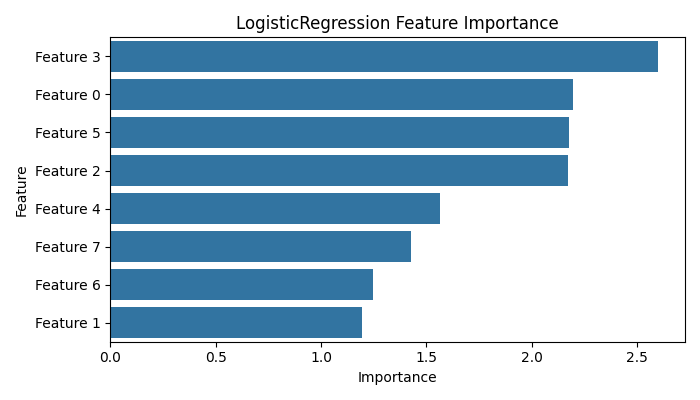 LogisticRegression Feature Importance
Feature
Feature 3
Feature 0
Feature 5
Feature 2
Feature 4
Feature 7
Feature 6
Feature 1
0.0 0.5 1.0 1.5 2.0 2.5
Importance